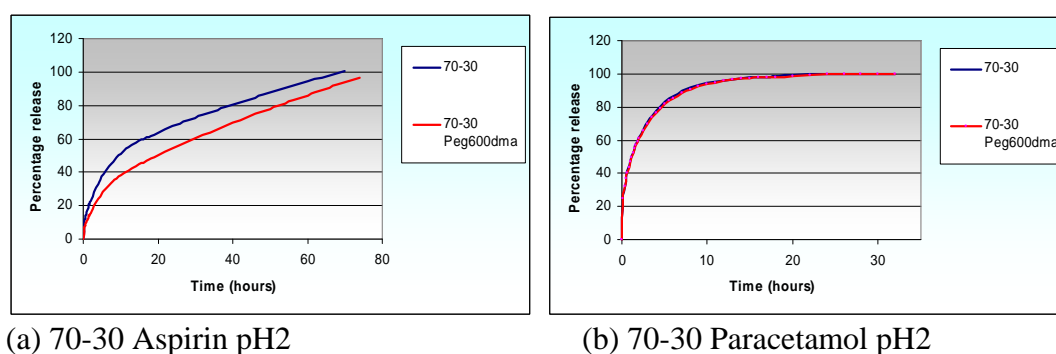 120
100
80
60
40
20
0
Percentage release
0 20 40 60 80
Time (hours)
70-30
70-30
Peg600dma
(a) 70-30 Aspirin pH2
120
100
80
60
40
20
0
Percentage release
0 10 20 30
Time (hours)
70-30
70-30
Peg600dma
(b) 70-30 Paracetamol pH2